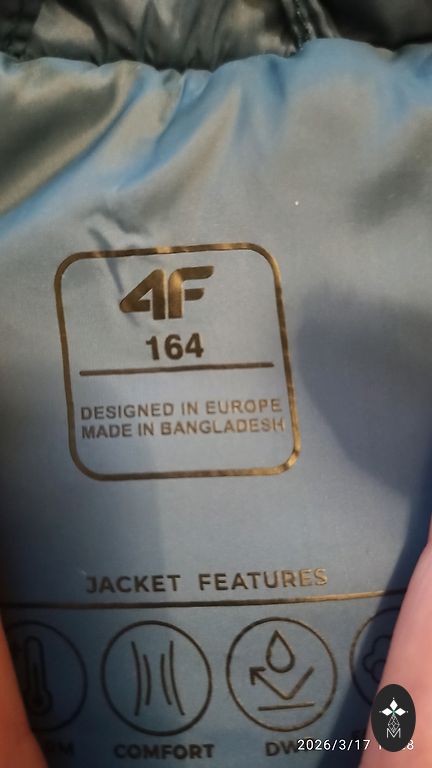 4F
164
DESIGNED IN EUROPE
MADE IN BANGLADESH
JACKET FEATURES
COMFORT
2026/3/17
M